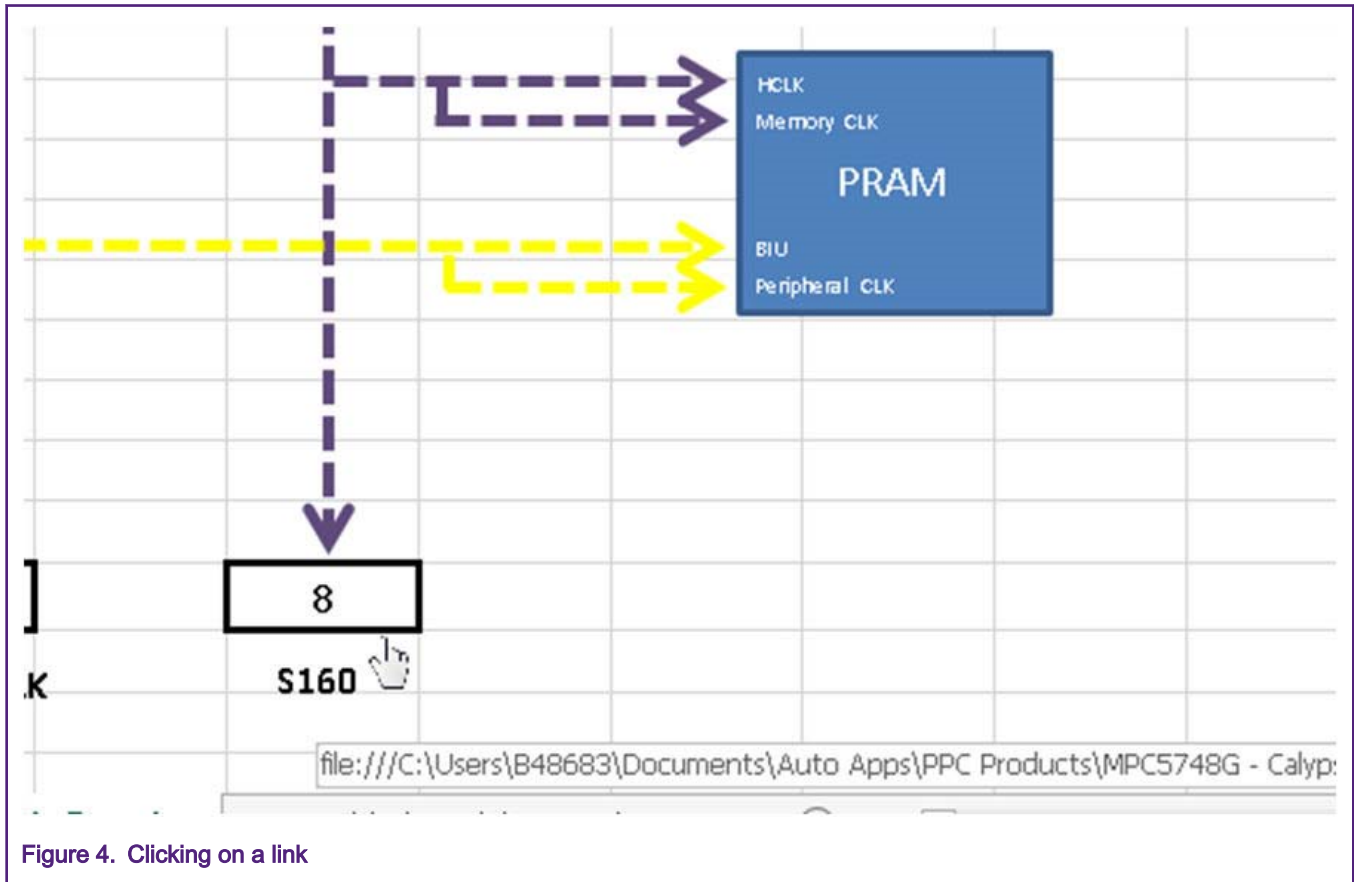 HCLK
Memory CLK
PRAM
BIU
Peripheral CLK
8
K
S160
file:///C:\Users\B48683\Documents\Auto Apps\PPC Products\MPC5748G - Calyp
Figure 4. Clicking on a link